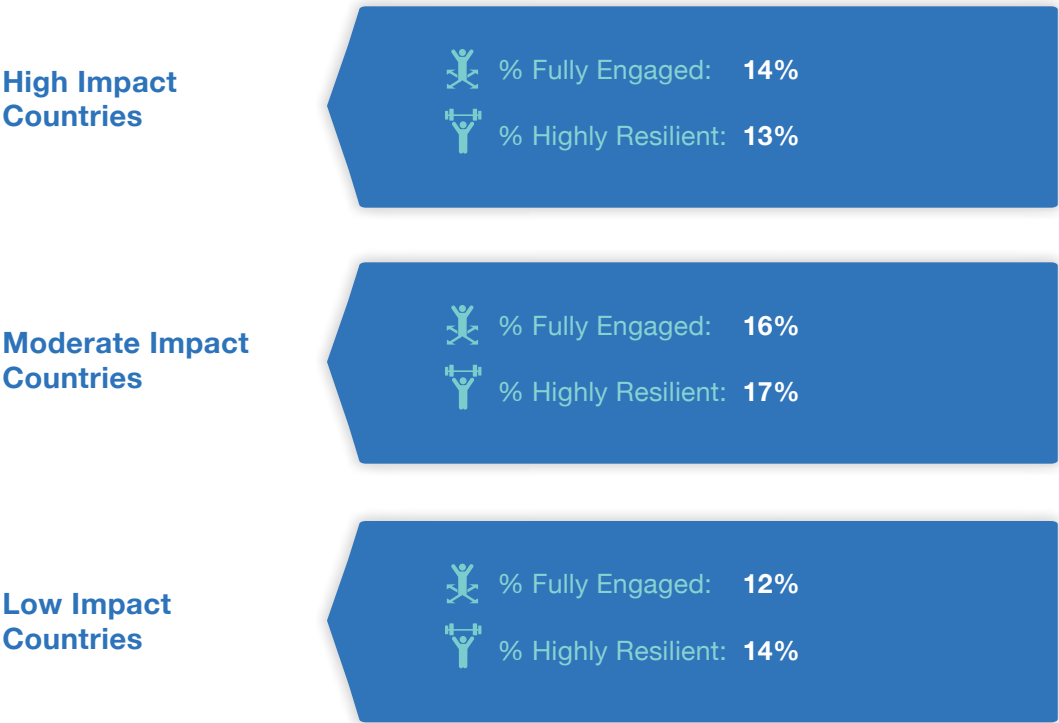 High Impact
Countries
% Fully Engaged: 14%
% Highly Resilient: 13%
Moderate Impact
Countries
% Fully Engaged: 16%
% Highly Resilient: 17%
Low Impact
Countries
% Fully Engaged: 12%
% Highly Resilient: 14%